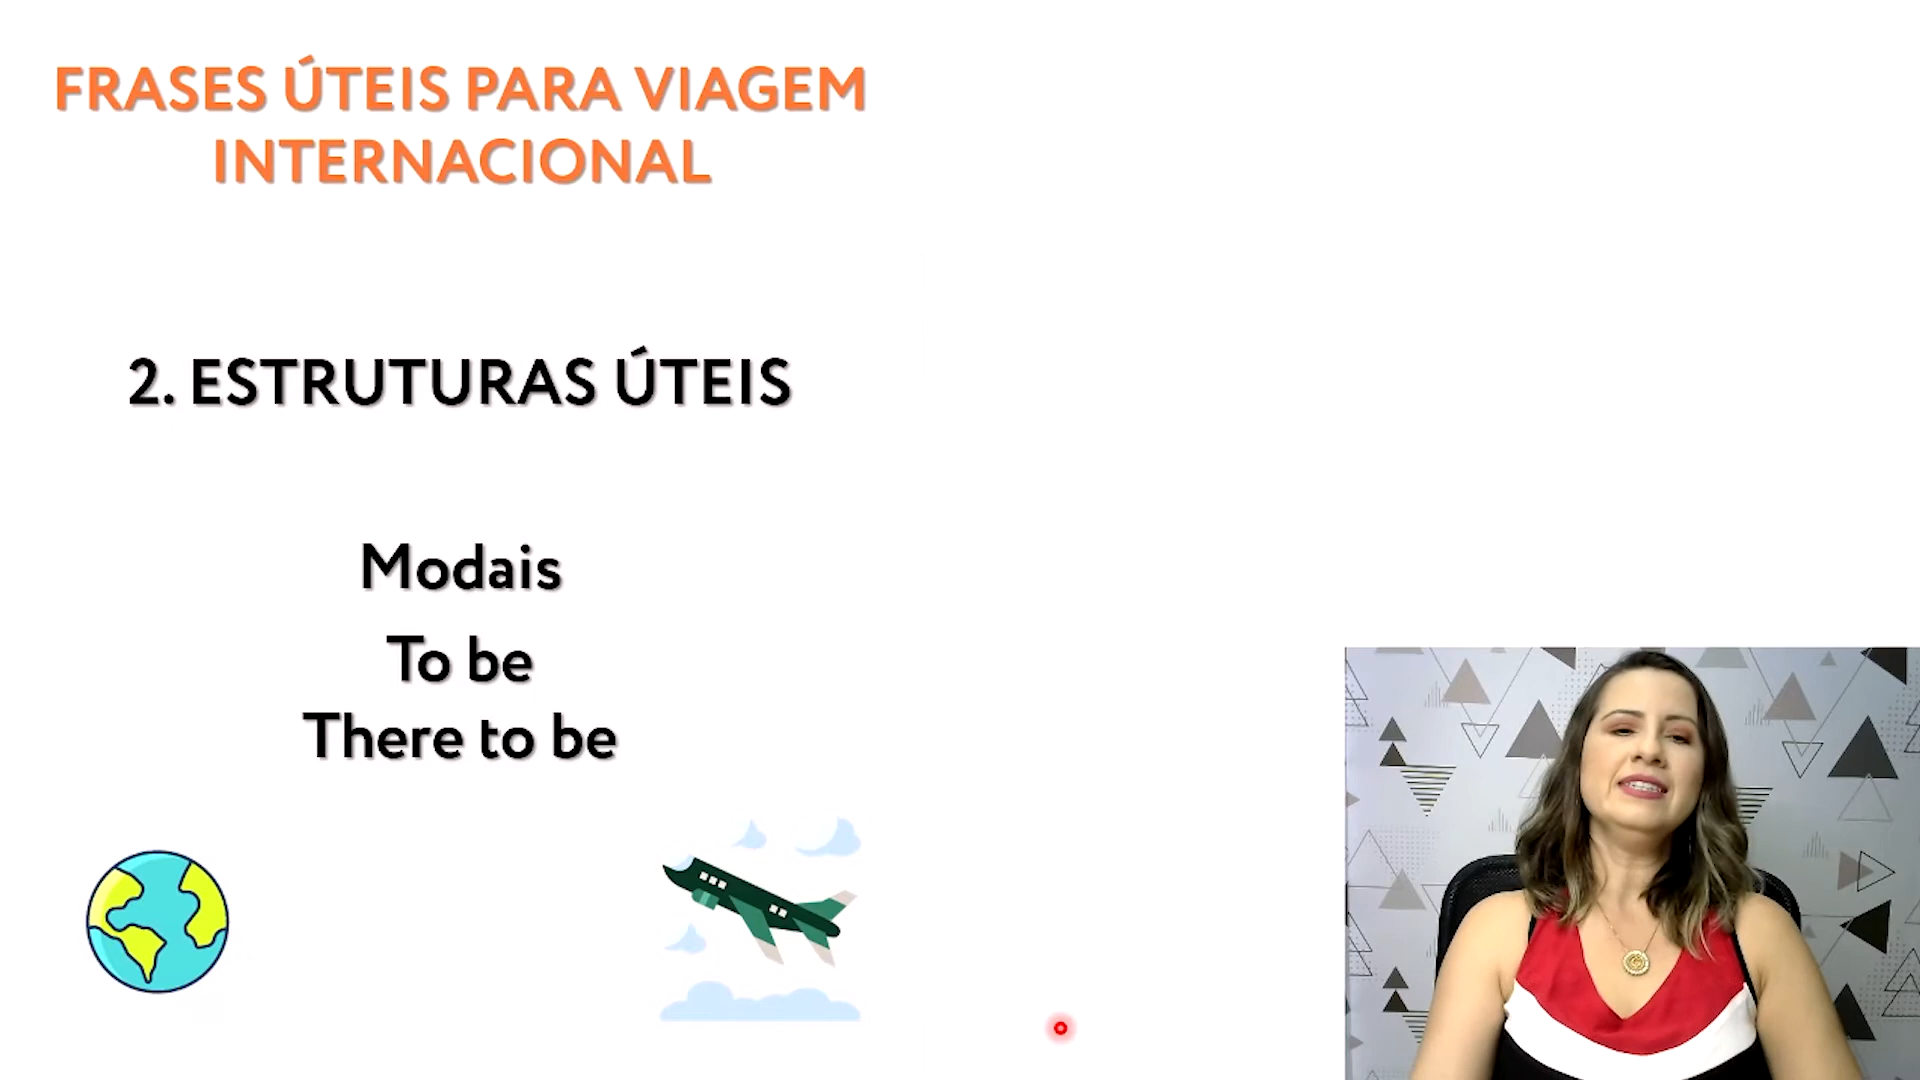 FRASES ÚTEIS PARA VIAGEM
INTERNACIONAL
2. ESTRUTURAS ÚTEIS
Modais
To be
There to be